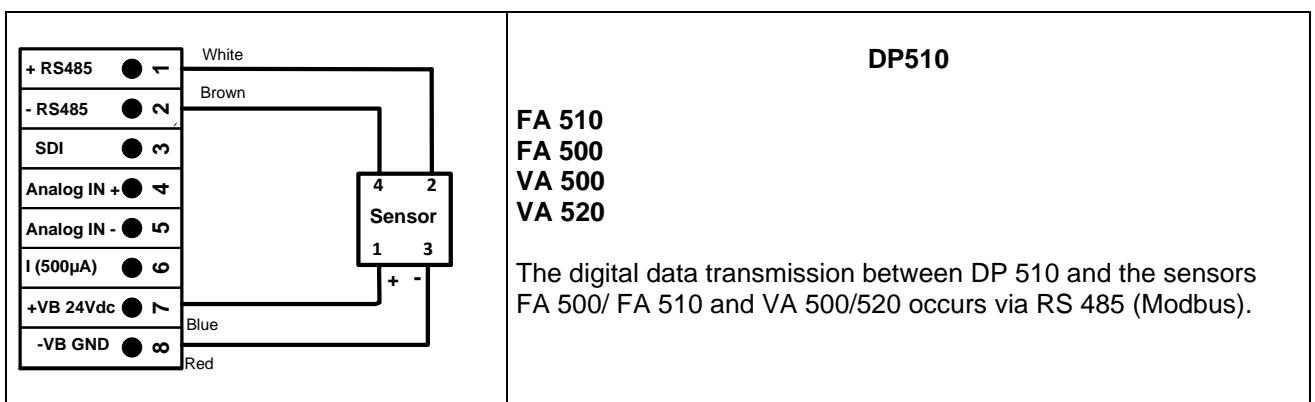 + RS485 1 White
- RS485 2 Brown
SDI 3
Analog IN + 4
Analog IN - 5
I (500µA) 6
+VB 24Vdc 7 Blue
-VB GND 8 Red
4 2
Sensor
1 3
+ -
DP510
FA 510
FA 500
VA 500
VA 520
The digital data transmission between DP 510 and the sensors
FA 500/ FA 510 and VA 500/520 occurs via RS 485 (Modbus).